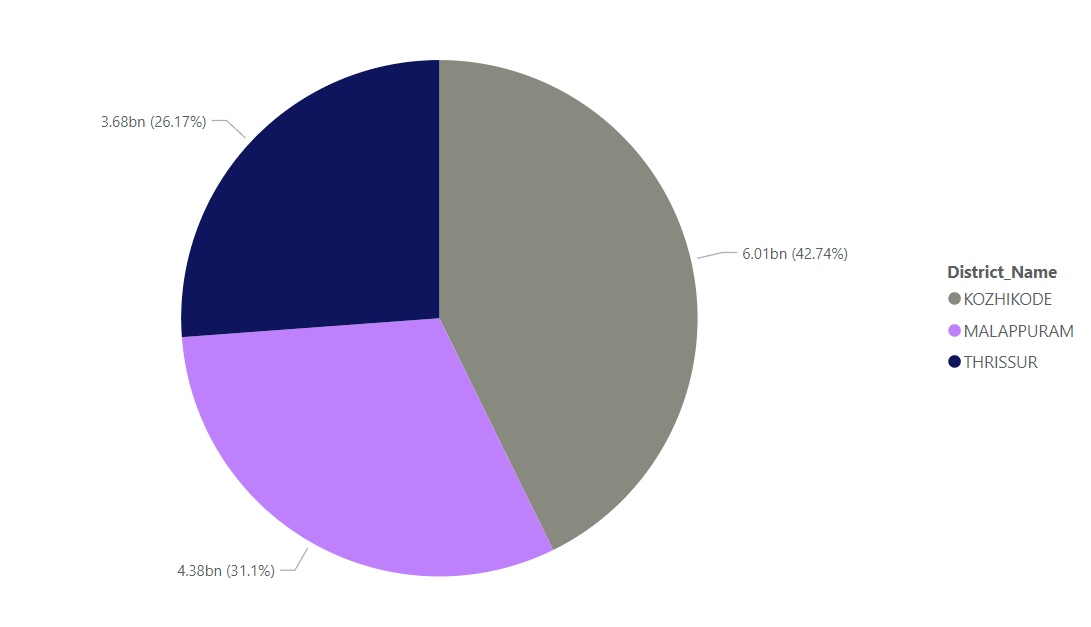 3.68bn (26.17%)
6.01bn (42.74%)
4.38bn (31.1%)
District_Name
KOZHIKODE
MALAPPURAM
THRISSUR